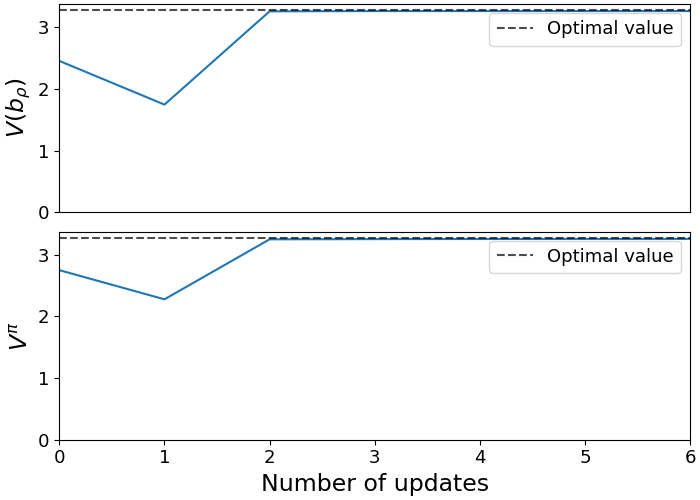 3
2
1
0
V(b_ρ)
Optimal value
3
2
1
0
V^π
Optimal value
0 1 2 3 4 5 6
Number of updates